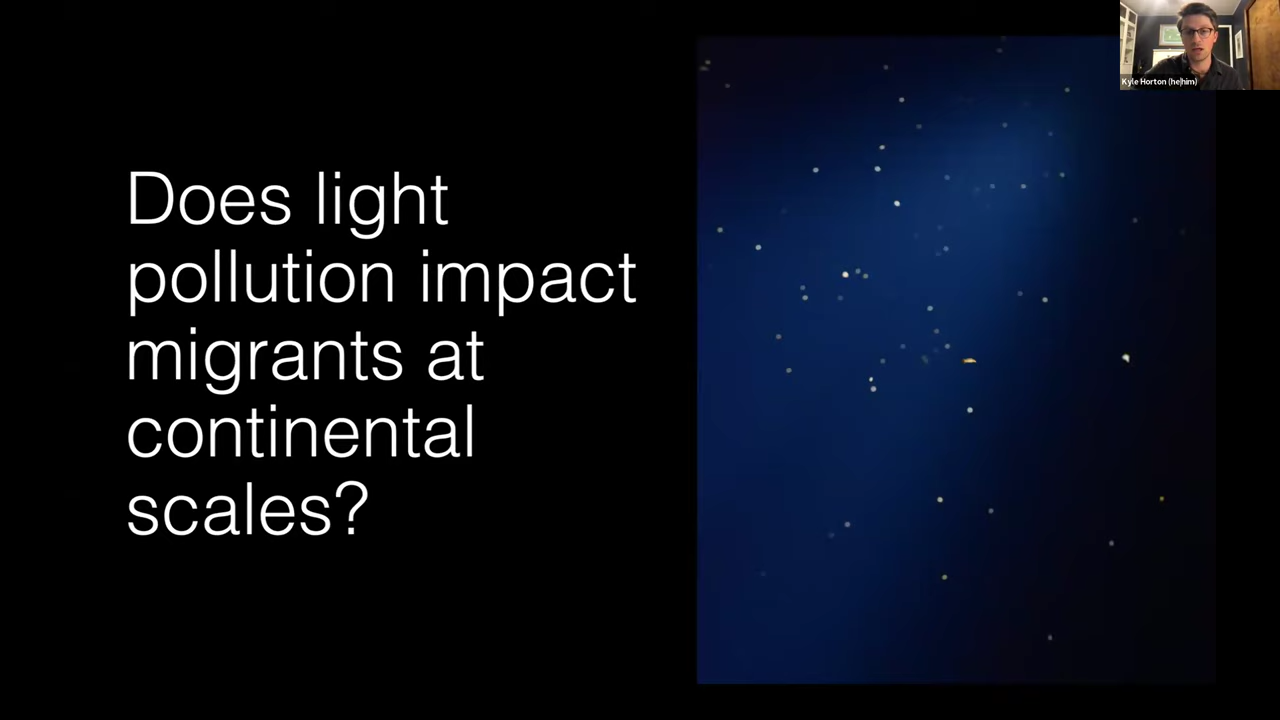 Kyle Horton (he|him)
Does light
pollution impact
migrants at
continental
scales?